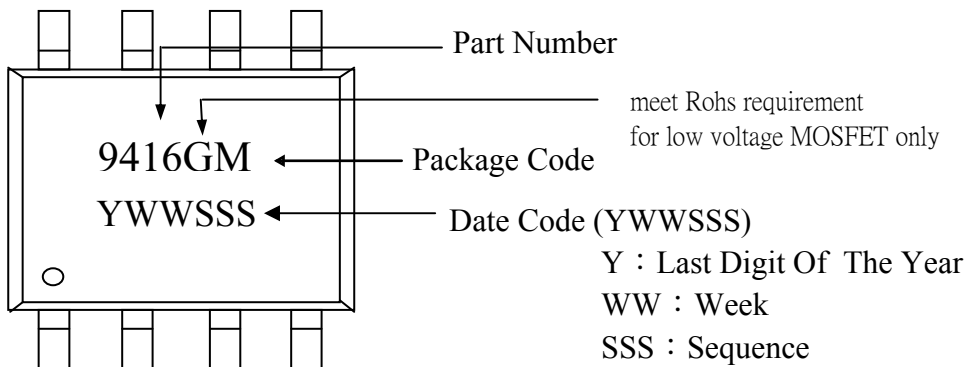 Part Number
meet Rohs requirement
for low voltage MOSFET only
9416GM
Package Code
YWWSSS
Date Code (YWWSSS)
Y：Last Digit Of The Year
WW：Week
SSS：Sequence